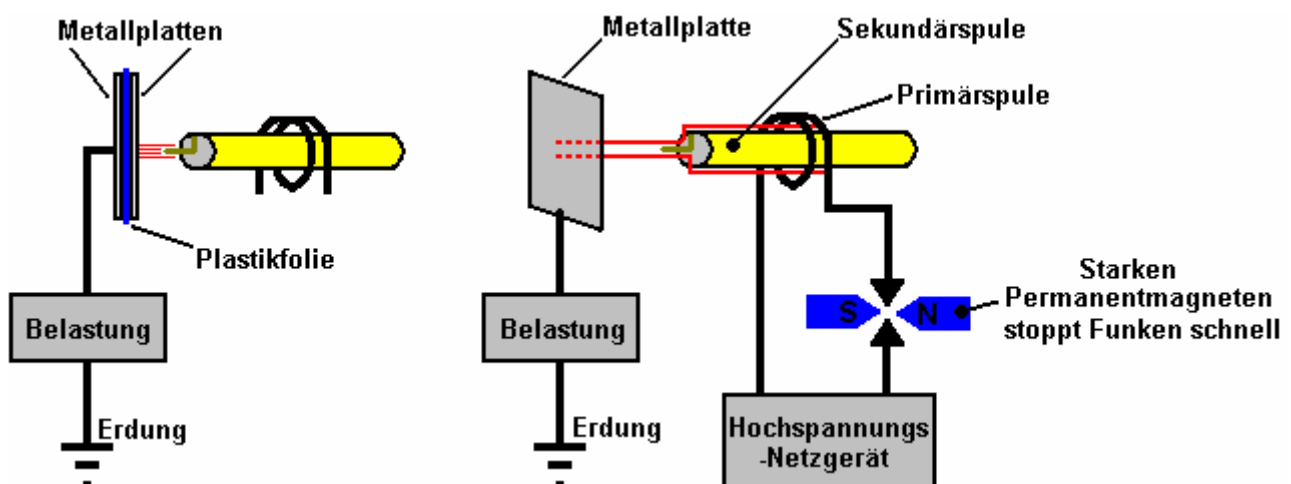 Metallplatten
Plastikfolie
Belastung
Erdung
Metallplatte
Sekundärspule
Primärspule
S N
Starken
Permanentmagneten
stoppt Funken schnell
Belastung
Erdung
Hochspannungs
-Netzgerät